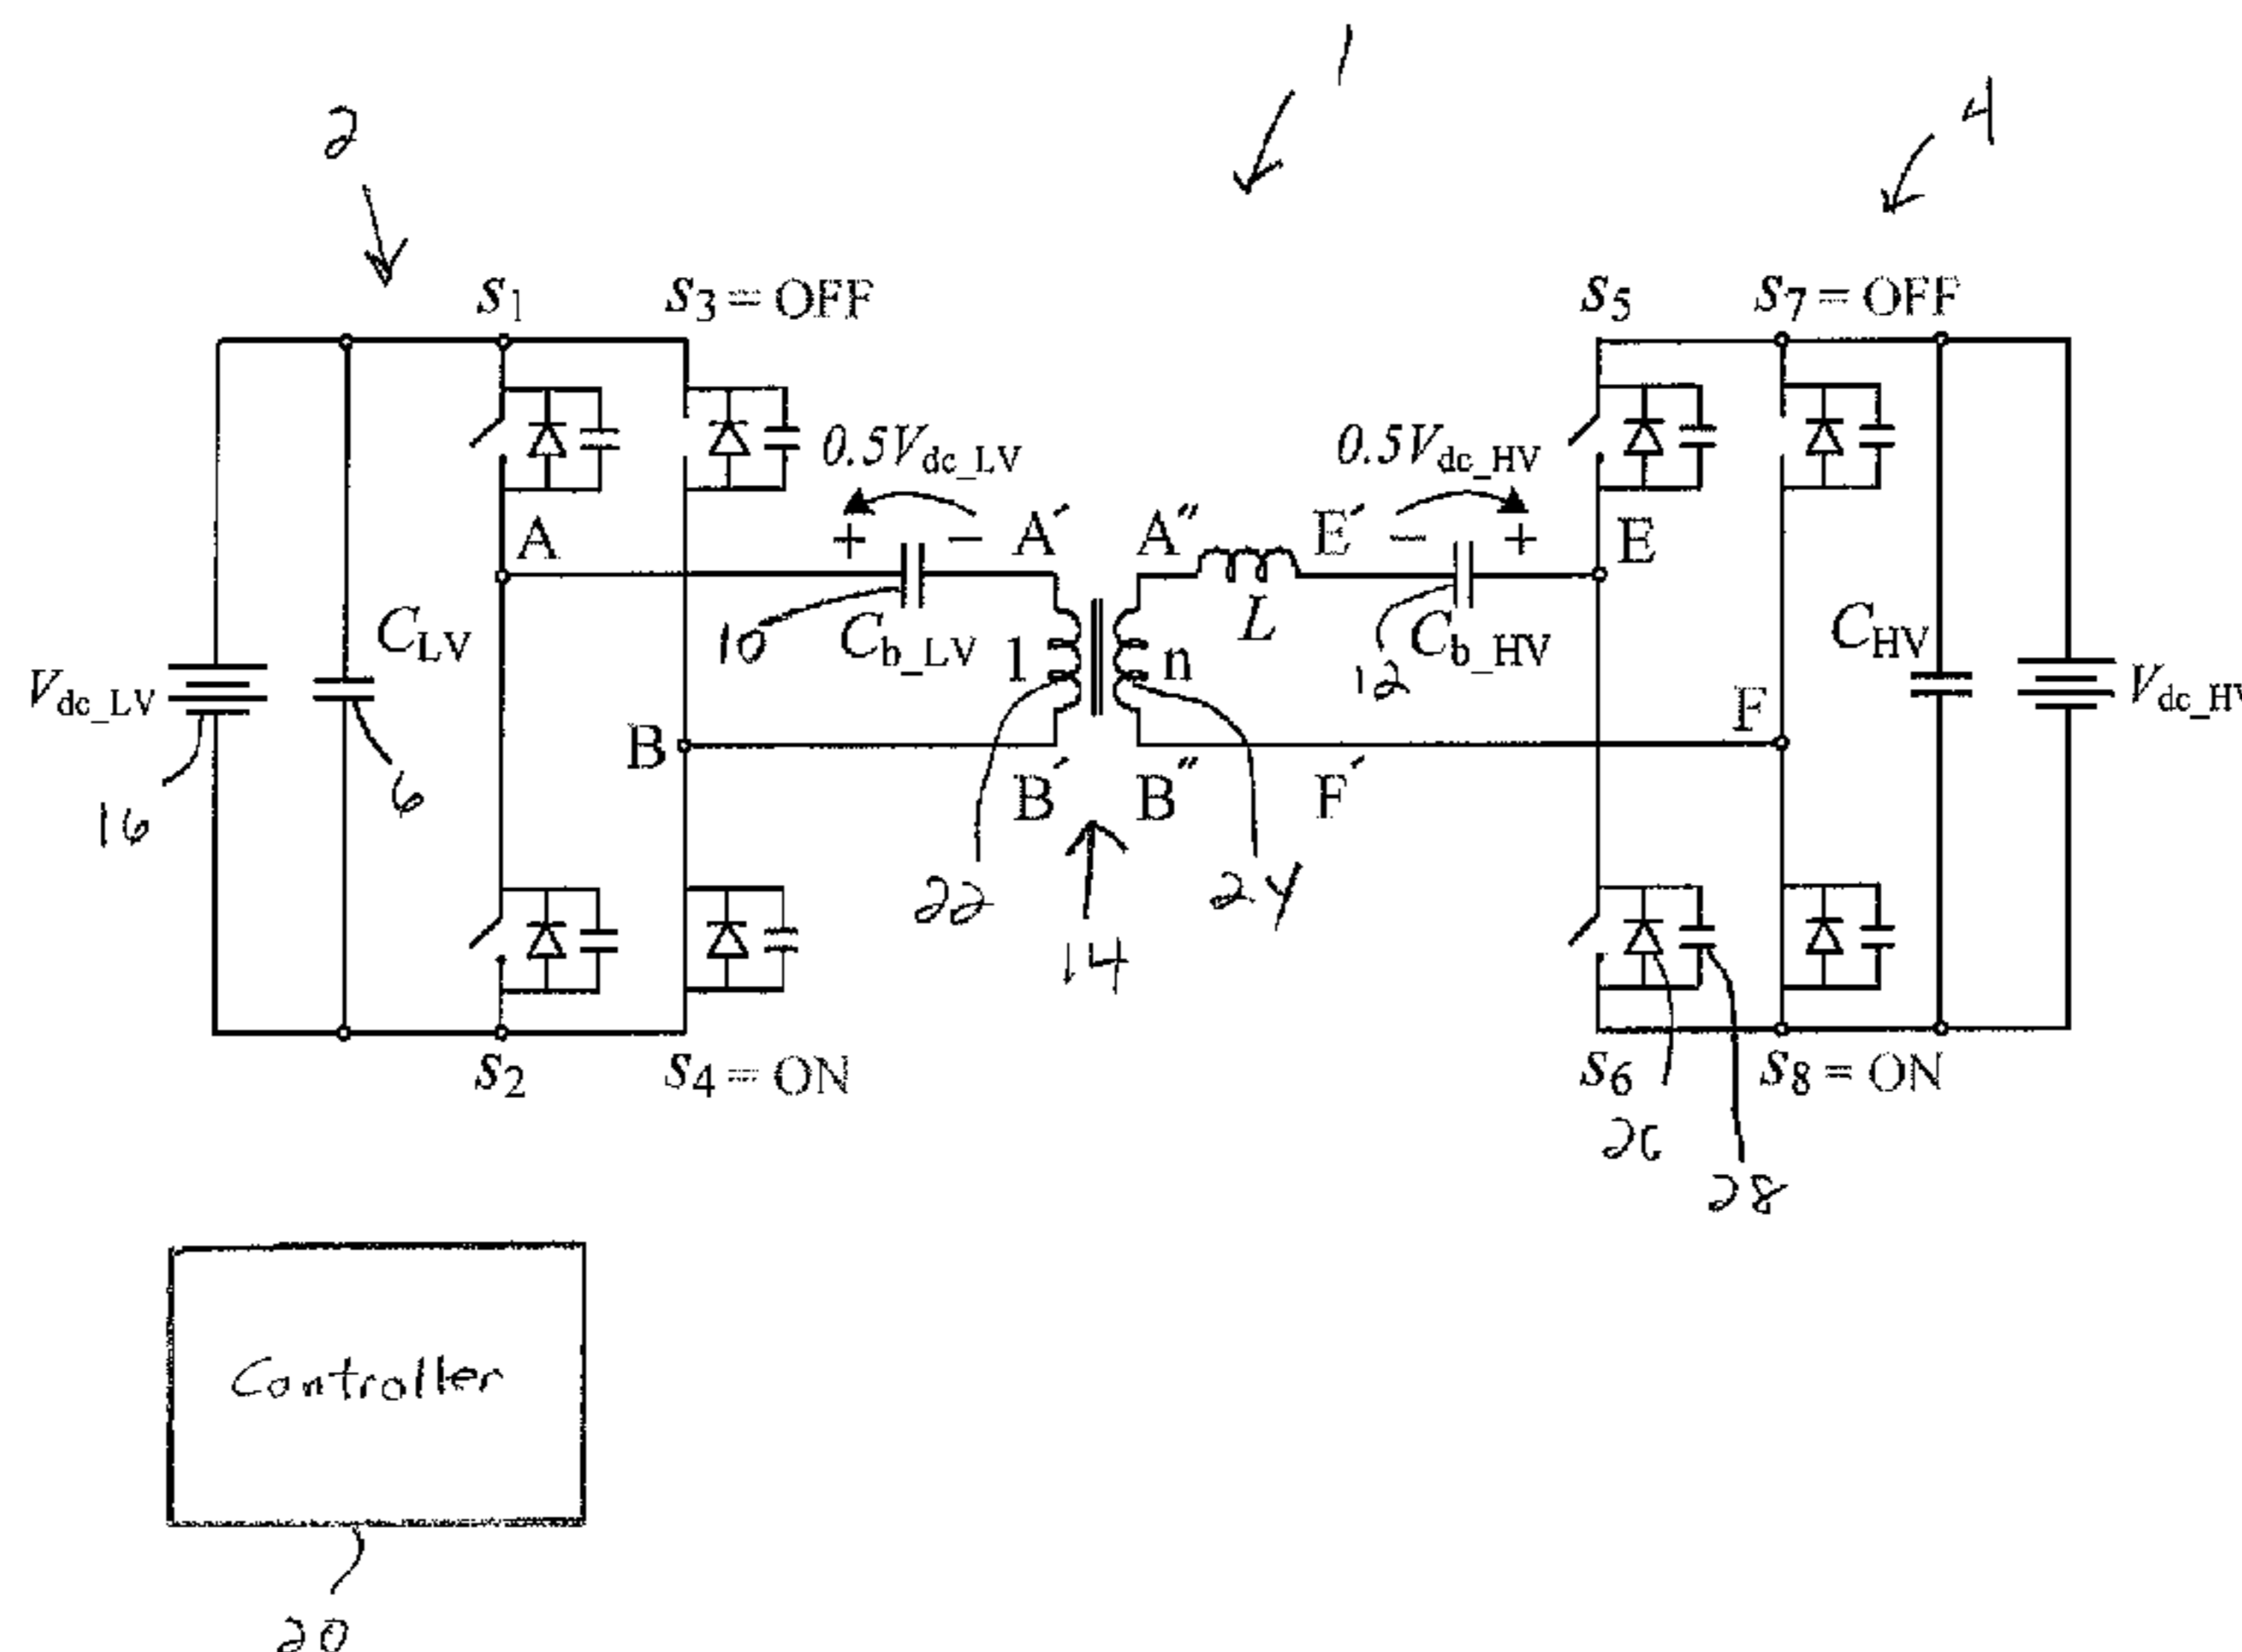 1
2
4
S1
S3 = OFF
S5
S7 = OFF
0.5Vdc_LV
0.5Vdc_HV
A
+
−
A′
A″
E′
−
+
E
CLV
10
Cb_LV
1
n
L
12
Cb_HV
CHV
Vdc_LV
Vdc_HV
16
6
B
F
B′
B″
F′
22
14
24
S2
S4 = ON
S6
S8 = ON
26
28
Controller
20